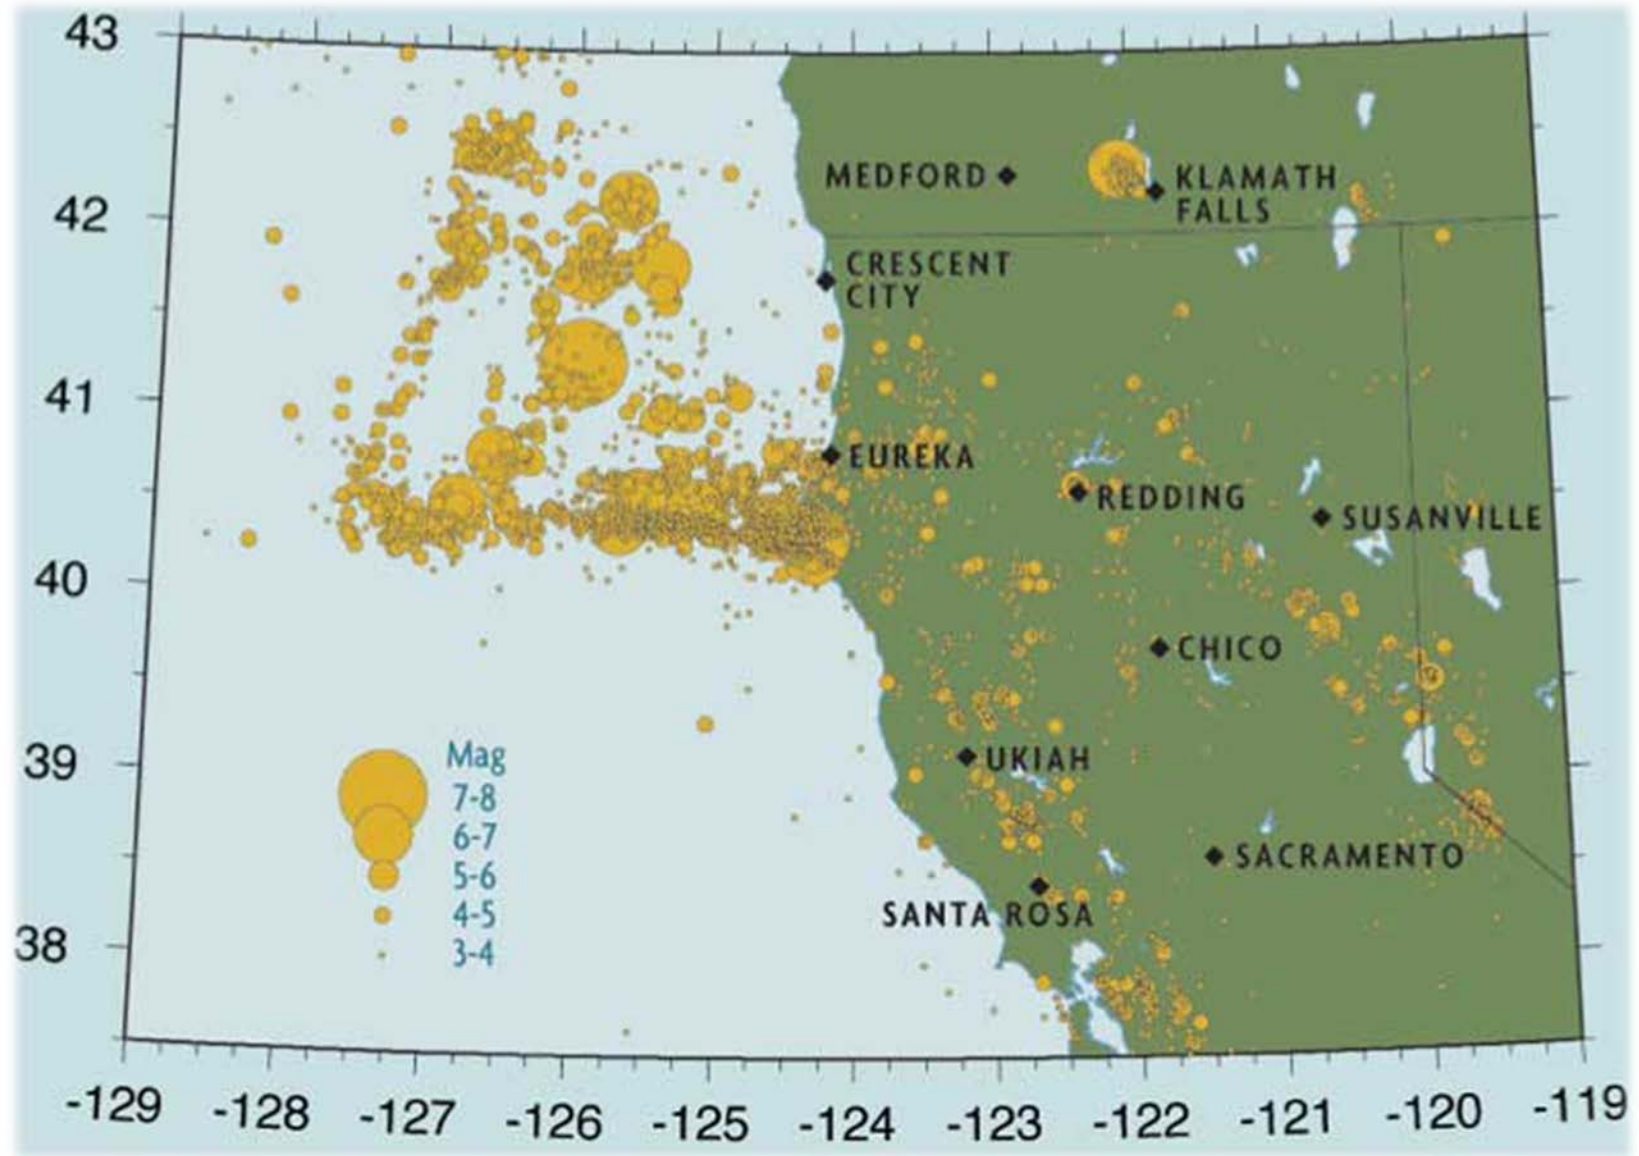 43
MEDFORD
KLAMATH
FALLS
42
CRESCENT
CITY
41
EUREKA
REDDING
SUSANVILLE
40
CHICO
39
Mag
7-8
6-7
5-6
4-5
3-4
UKIAH
SACRAMENTO
SANTA ROSA
38
-129 -128 -127 -126 -125 -124 -123 -122 -121 -120 -119